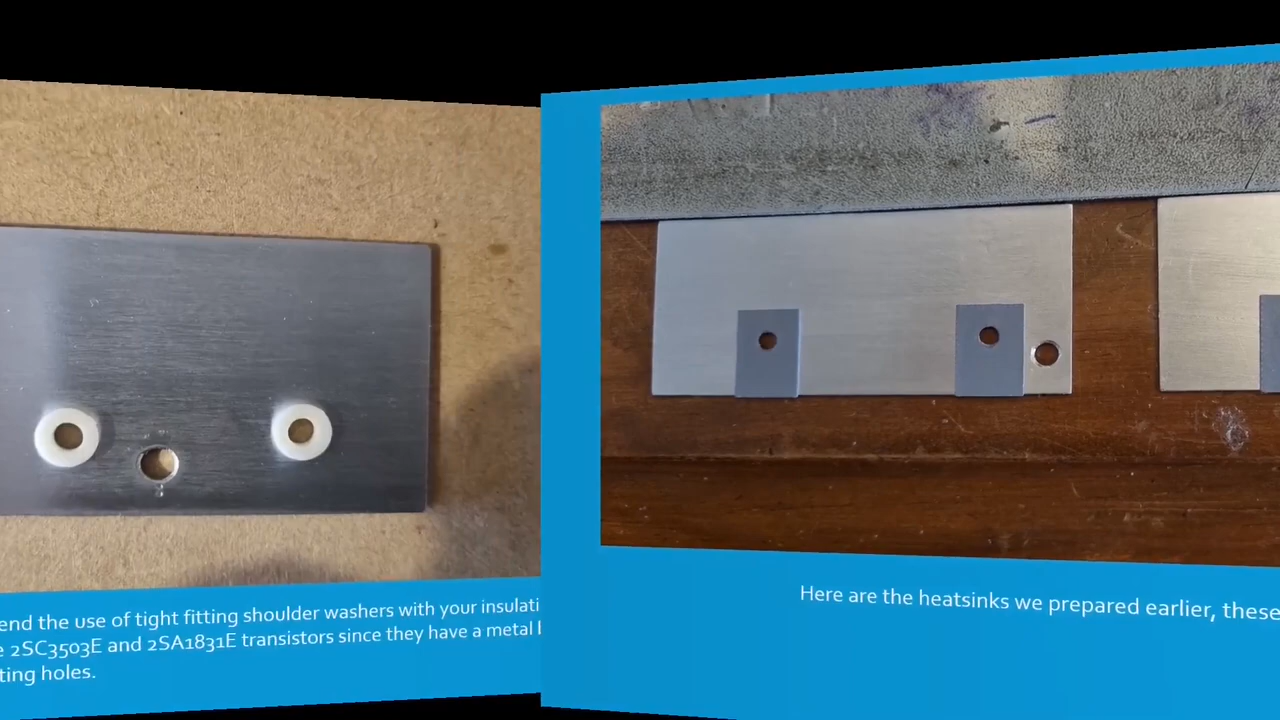 end the use of tight fitting shoulder washers with your insulati
2SC3503E and 2SA1831E transistors since they have a metal
ting holes.
Here are the heatsinks we prepared earlier, these